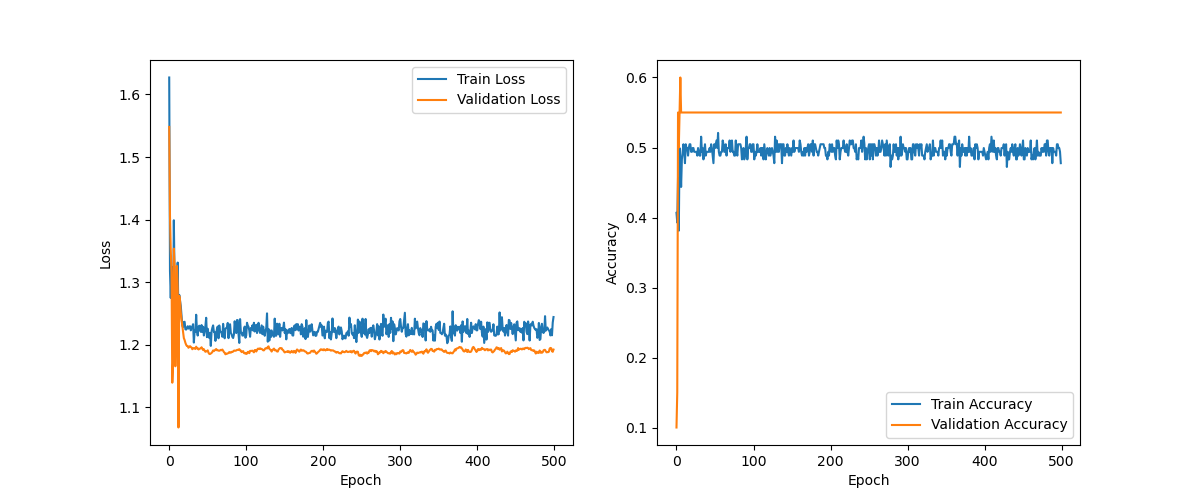 Train Loss
Validation Loss
1.6
1.5
1.4
1.3
1.2
1.1
Loss
0 100 200 300 400 500
Epoch
0.6
0.5
0.4
0.3
0.2
0.1
Accuracy
Train Accuracy
Validation Accuracy
0 100 200 300 400 500
Epoch